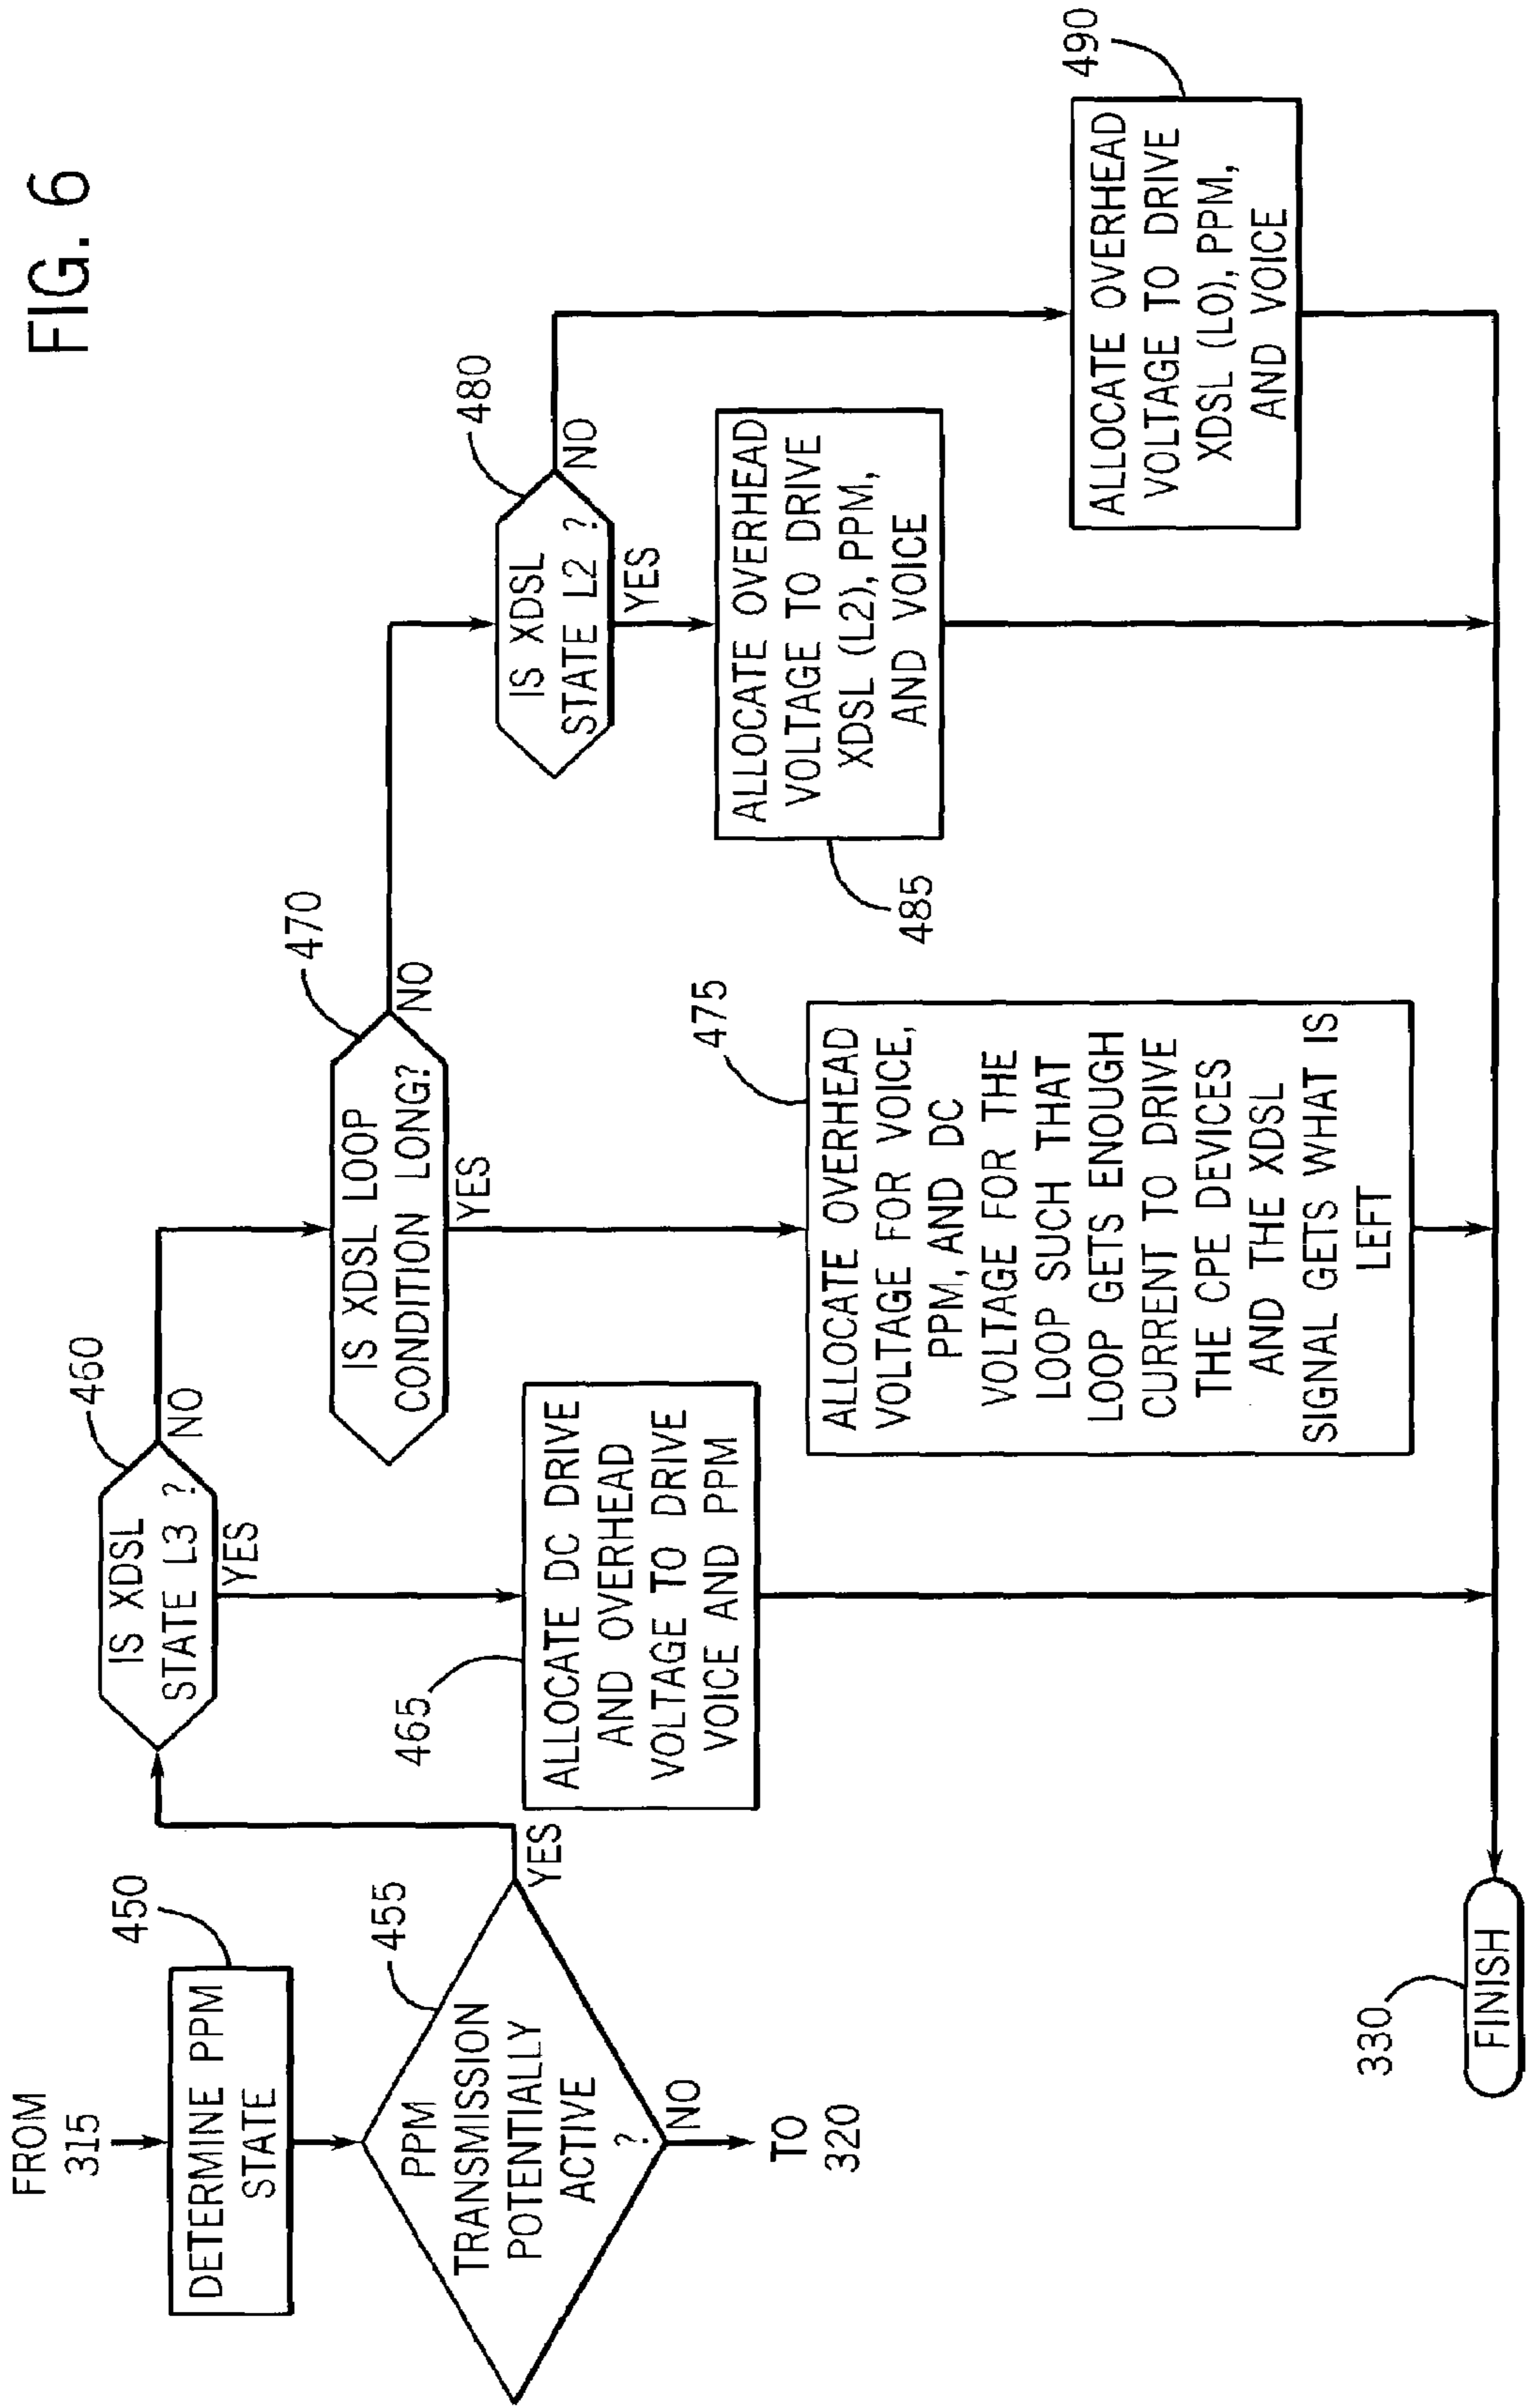 FIG. 6
FROM
315
450
DETERMINE PPM
STATE
455
PPM
TRANSMISSION
POTENTIALLY
ACTIVE
?
YES
NO
TO
320
460
IS XDSL
STATE L3 ?
NO
YES
465
ALLOCATE DC DRIVE
AND OVERHEAD
VOLTAGE TO DRIVE
VOICE AND PPM
470
IS XDSL LOOP
CONDITION LONG?
NO
YES
475
ALLOCATE OVERHEAD
VOLTAGE FOR VOICE,
PPM, AND DC
VOLTAGE FOR THE
LOOP SUCH THAT
LOOP GETS ENOUGH
CURRENT TO DRIVE
THE CPE DEVICES
AND THE XDSL
SIGNAL GETS WHAT IS
LEFT
480
IS XDSL
STATE L2 ?
NO
YES
485
ALLOCATE OVERHEAD
VOLTAGE TO DRIVE
XDSL (L2), PPM,
AND VOICE
490
ALLOCATE OVERHEAD
VOLTAGE TO DRIVE
XDSL (L0), PPM,
AND VOICE
330
FINISH